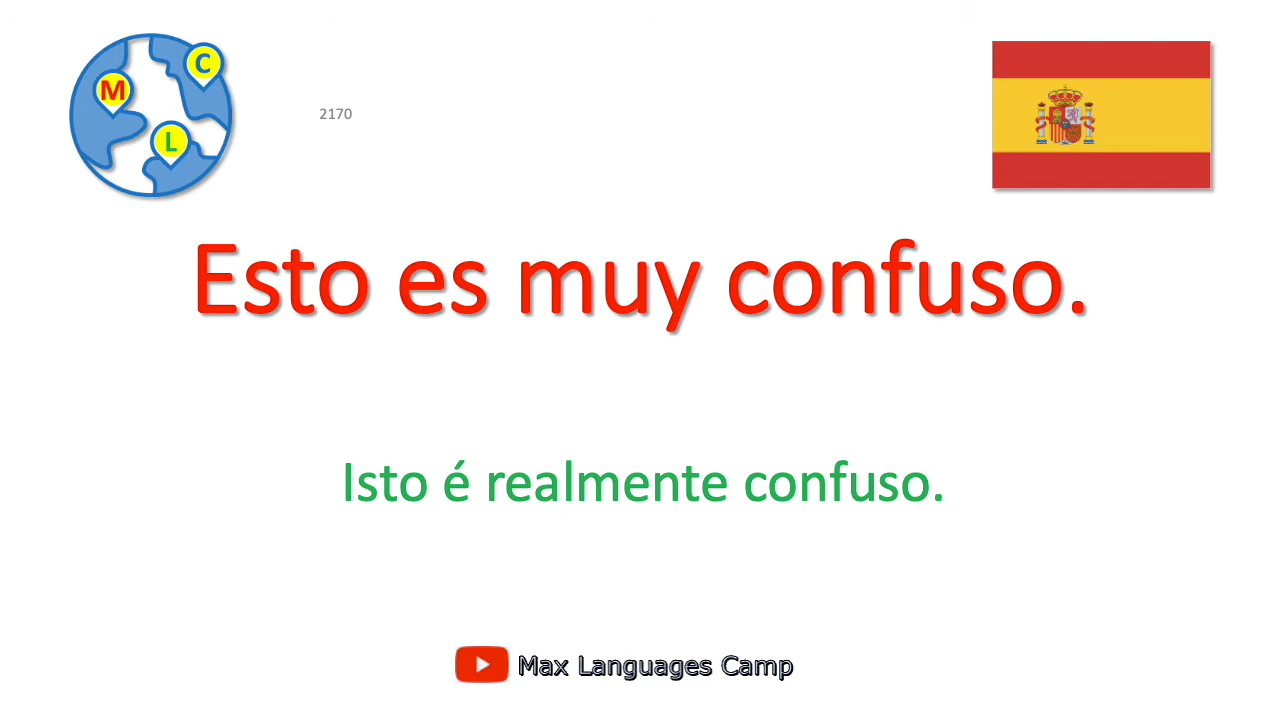 M
C
L
2170
Esto es muy confuso.
Isto é realmente confuso.
Max Languages Camp